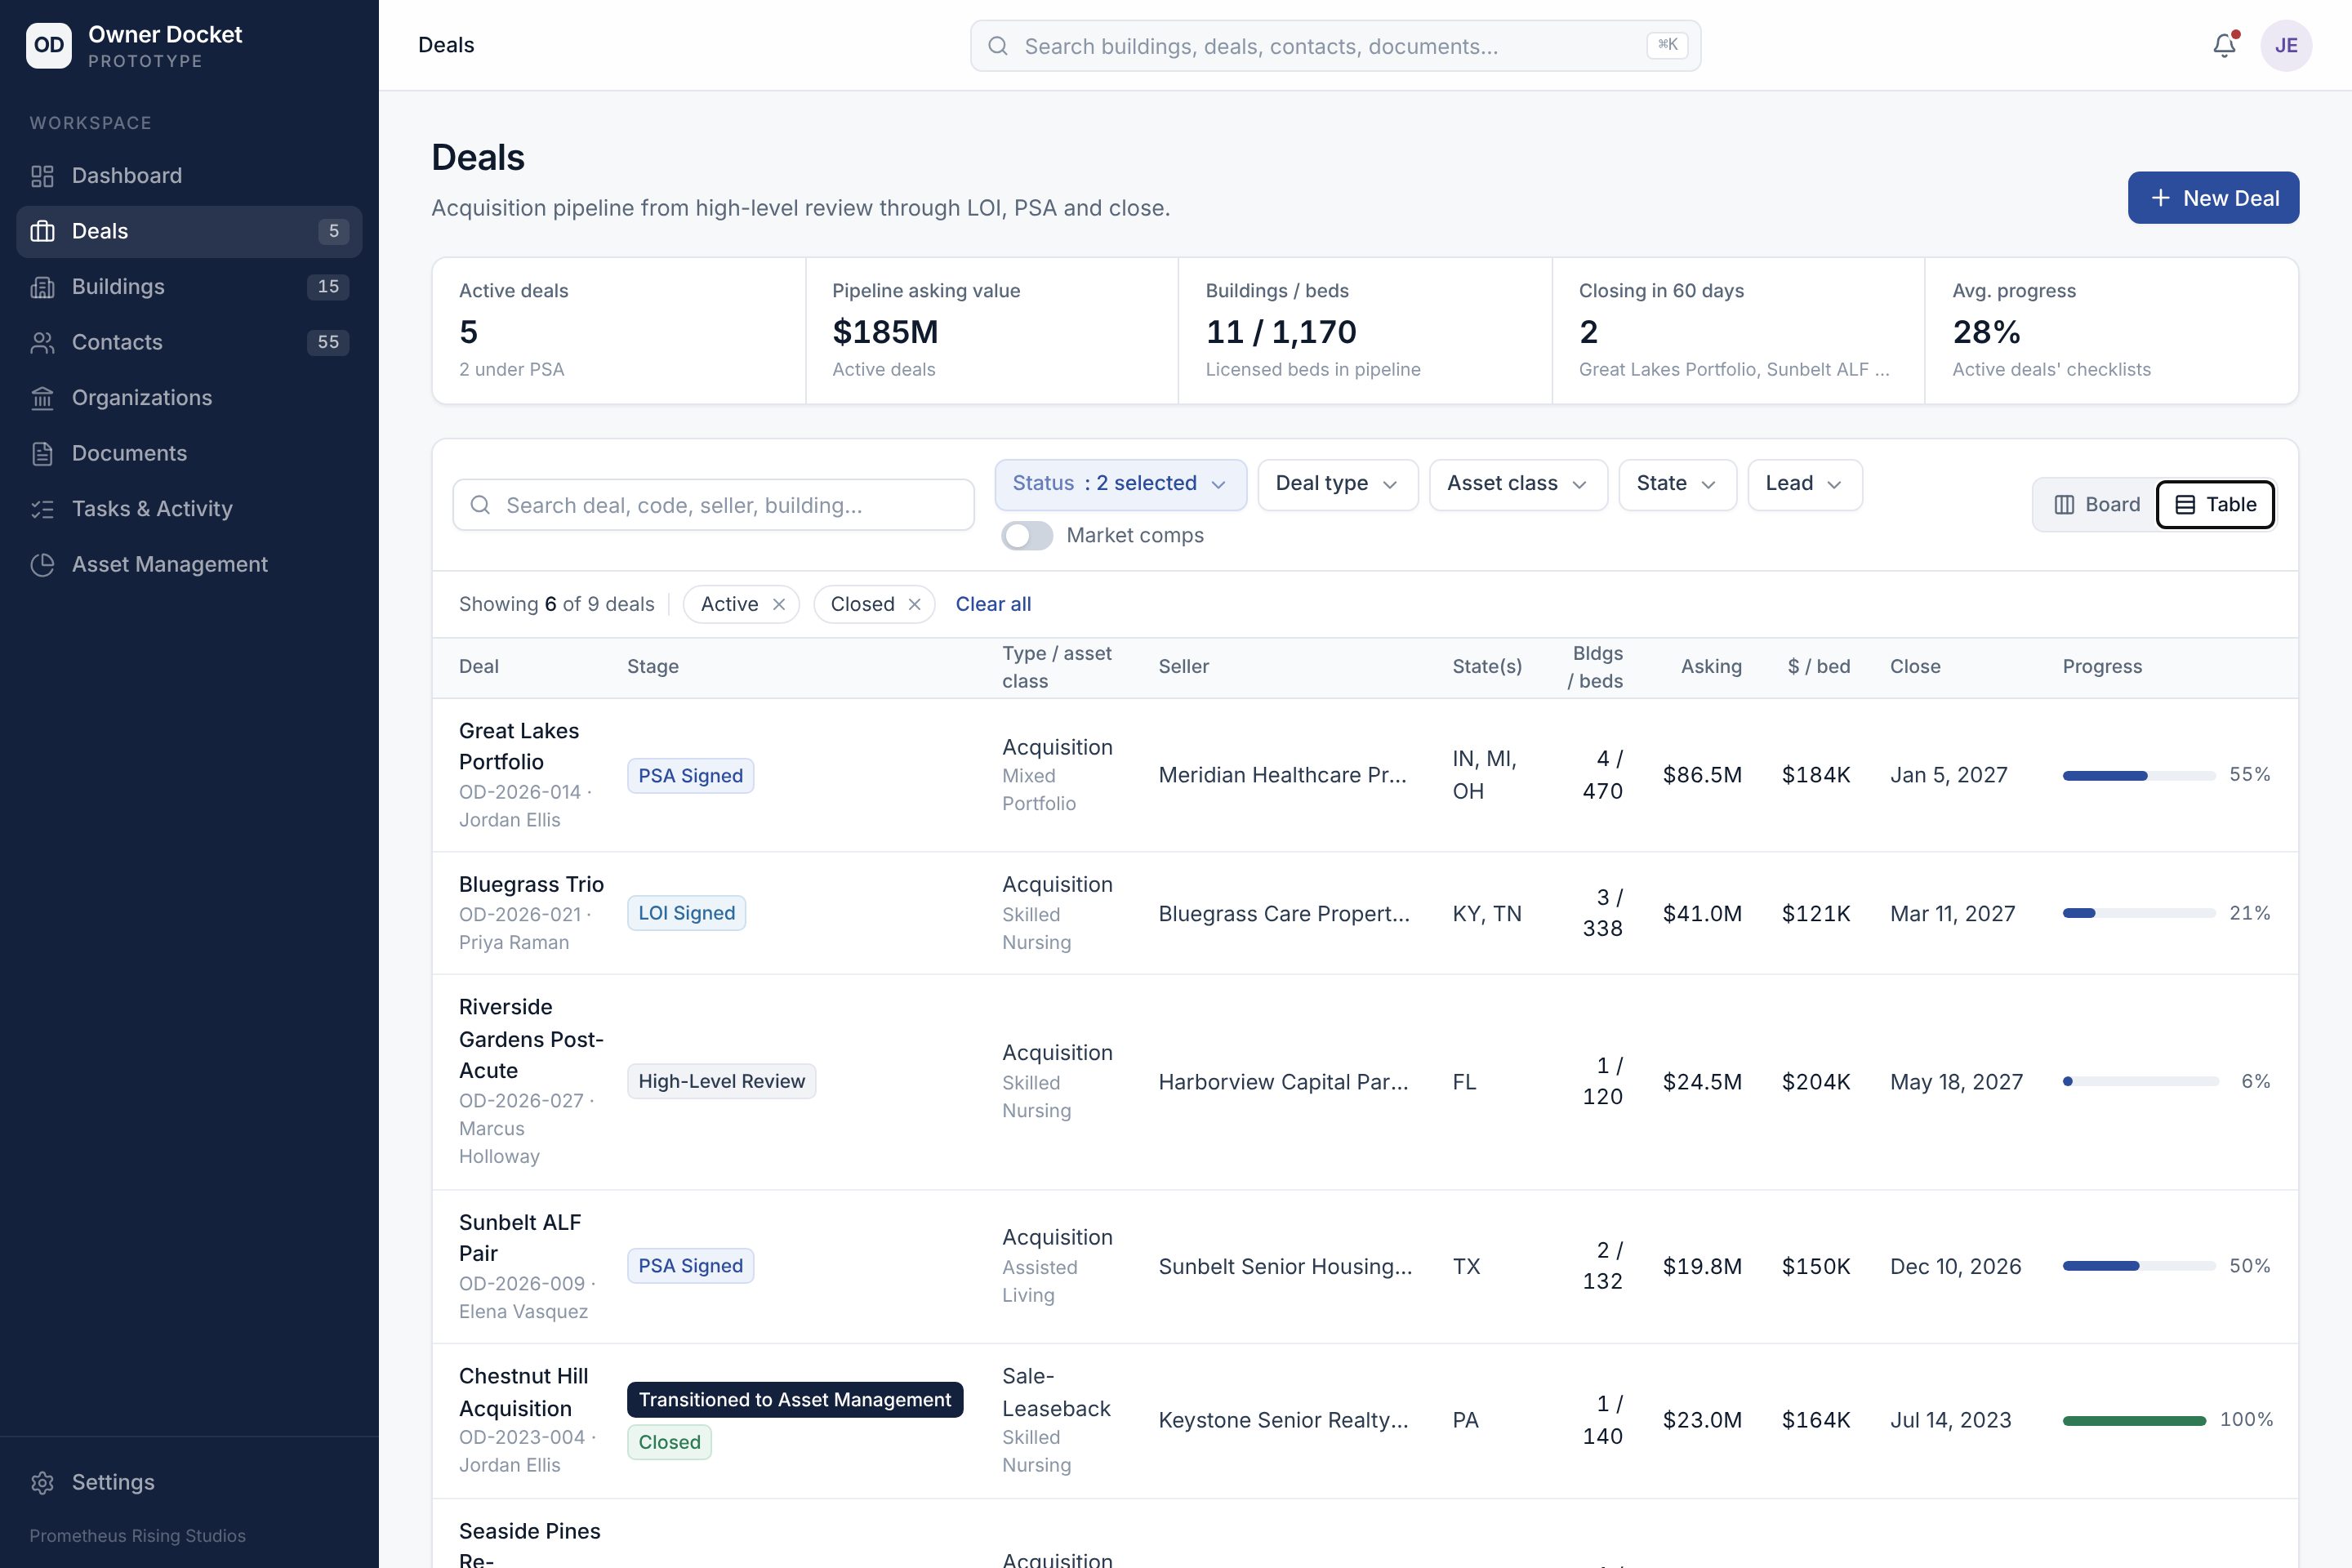 OD
Owner Docket
PROTOTYPE
Deals
Search buildings, deals, contacts, documents...
⌘K
JE
WORKSPACE
Dashboard
Deals 5
Buildings 15
Contacts 55
Organizations
Documents
Tasks & Activity
Asset Management
Settings
Prometheus Rising Studios
Deals
Acquisition pipeline from high-level review through LOI, PSA and close.
New Deal
Active deals
5
2 under PSA
Pipeline asking value
$185M
Active deals
Buildings / beds
11 / 1,170
Licensed beds in pipeline
Closing in 60 days
2
Great Lakes Portfolio, Sunbelt ALF ...
Avg. progress
28%
Active deals' checklists
Search deal, code, seller, building...
Status : 2 selected
Deal type
Asset class
State
Lead
Market comps
Board
Table
Showing 6 of 9 deals
Active
Closed
Clear all
Deal
Stage
Type / asset
class
Seller
State(s)
Bldgs
/ beds
Asking
$ / bed
Close
Progress
Great Lakes
Portfolio
OD-2026-014 ·
Jordan Ellis
PSA Signed
Acquisition
Mixed
Portfolio
Meridian Healthcare Pr...
IN, MI,
OH
4 /
470
$86.5M
$184K
Jan 5, 2027
55%
Bluegrass Trio
OD-2026-021 ·
Priya Raman
LOI Signed
Acquisition
Skilled
Nursing
Bluegrass Care Propert...
KY, TN
3 /
338
$41.0M
$121K
Mar 11, 2027
21%
Riverside
Gardens Post-
Acute
OD-2026-027 ·
Marcus
Holloway
High-Level Review
Acquisition
Skilled
Nursing
Harborview Capital Par...
FL
1 /
120
$24.5M
$204K
May 18, 2027
6%
Sunbelt ALF
Pair
OD-2026-009 ·
Elena Vasquez
PSA Signed
Acquisition
Assisted
Living
Sunbelt Senior Housing...
TX
2 /
132
$19.8M
$150K
Dec 10, 2026
50%
Chestnut Hill
Acquisition
OD-2023-004 ·
Jordan Ellis
Transitioned to Asset Management
Closed
Sale-
Leaseback
Skilled
Nursing
Keystone Senior Realty...
PA
1 /
140
$23.0M
$164K
Jul 14, 2023
100%
Seaside Pines
Re-
Acquisition